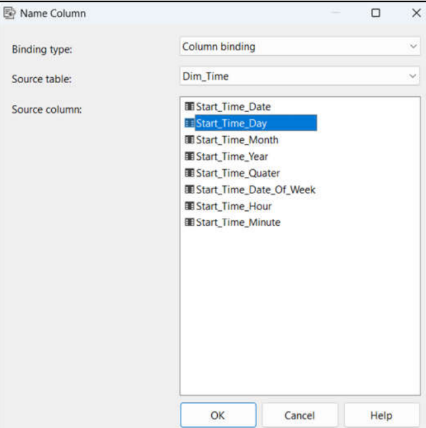 Name Column
Binding type:
Column binding
Source table:
Dim_Time
Source column:
Start_Time_Date
Start_Time_Day
Start_Time_Month
Start_Time_Year
Start_Time_Quater
Start_Time_Date_Of_Week
Start_Time_Hour
Start_Time_Minute
OK
Cancel
Help